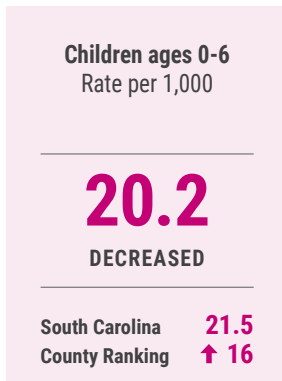 Children ages 0-6
Rate per 1,000
20.2
DECREASED
South Carolina 21.5
County Ranking ↑ 16